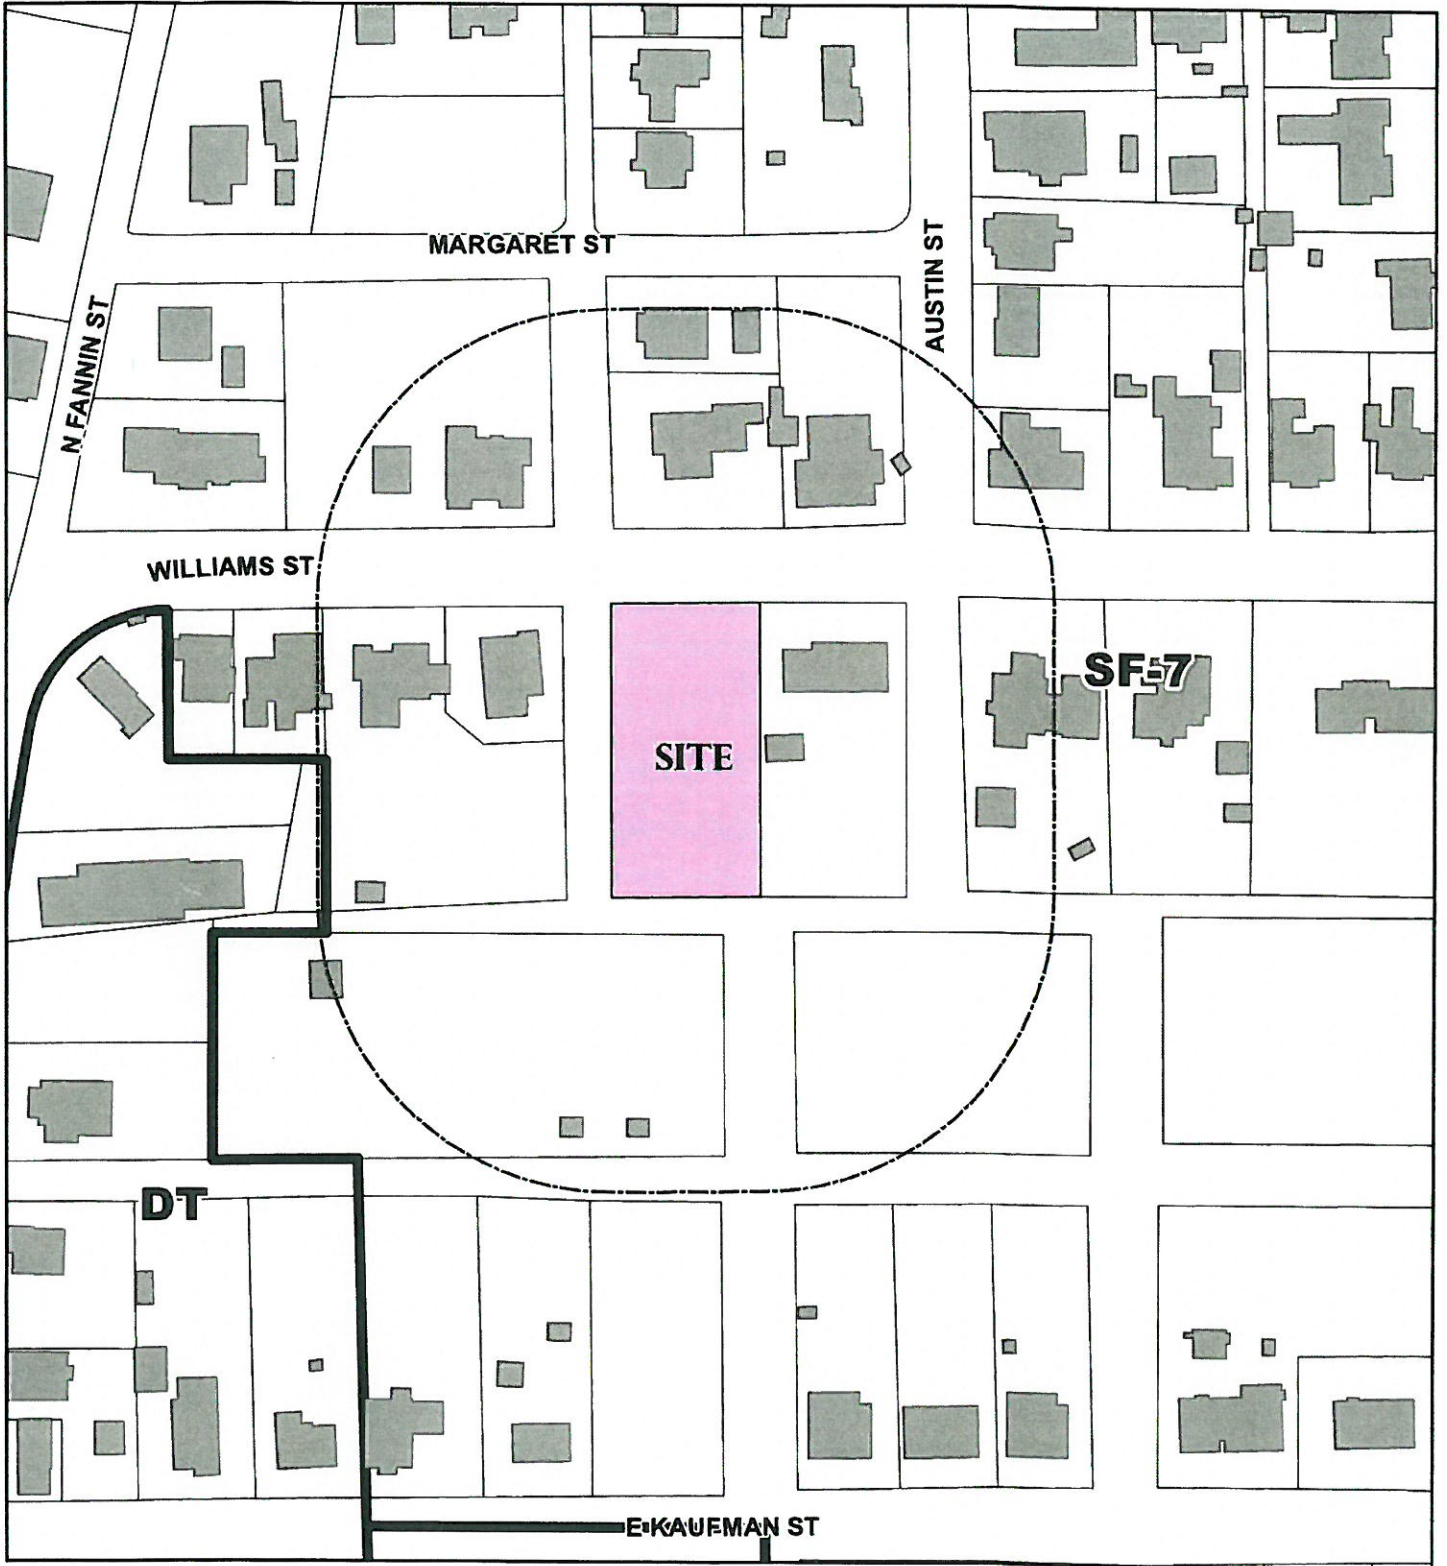 MARGARET ST
AUSTIN ST
N FANNIN ST
WILLIAMS ST
SF-7
SITE
DT
E KAUFMAN ST